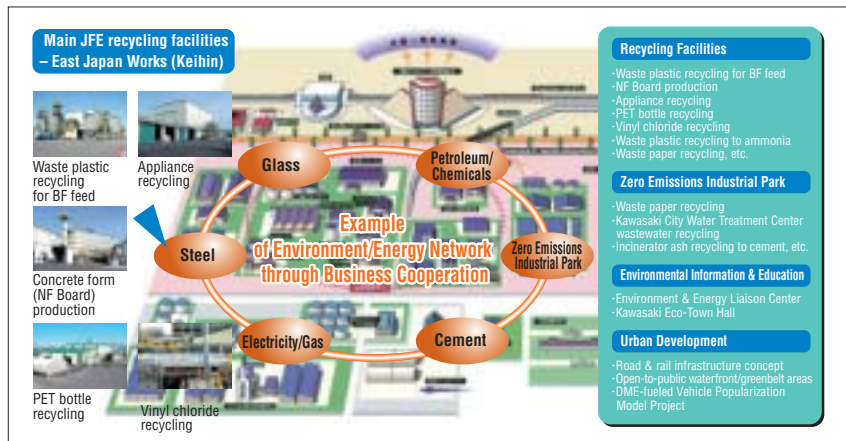 Main JFE recycling facilities
– East Japan Works (Keihin)
Waste plastic
recycling
for BF feed
Appliance
recycling
Concrete form
(NF Board)
production
PET bottle
recycling
Vinyl chloride
recycling
Glass
Petroleum/
Chemicals
Steel
Example
of Environment/Energy Network
through Business Cooperation
Zero Emissions
Industrial Park
Electricity/Gas
Cement
Recycling Facilities
·Waste plastic recycling for BF feed
·NF Board production
·Appliance recycling
·PET bottle recycling
·Vinyl chloride recycling
·Waste plastic recycling to ammonia
·Waste paper recycling, etc.
Zero Emissions Industrial Park
·Waste paper recycling
·Kawasaki City Water Treatment Center
wastewater recycling
·Incinerator ash recycling to cement, etc.
Environmental Information & Education
·Environment & Energy Liaison Center
·Kawasaki Eco-Town Hall
Urban Development
·Road & rail infrastructure concept
·Open-to-public waterfront/greenbelt areas
·DME-fueled Vehicle Popularization
Model Project